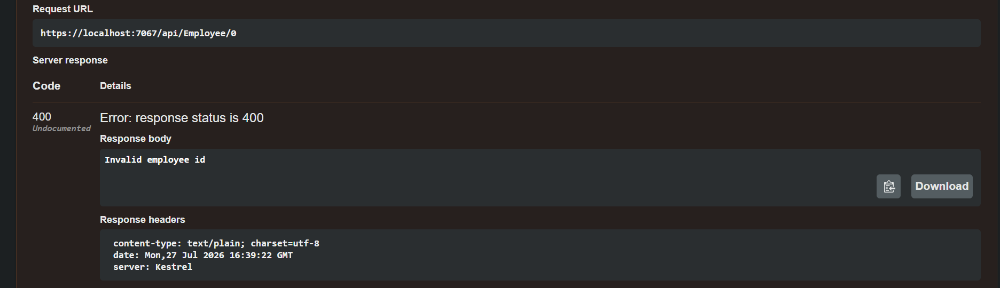 Request URL
https://localhost:7067/api/Employee/0
Server response
Code Details
400 Error: response status is 400
Undocumented
Response body
Invalid employee id
Download
Response headers
content-type: text/plain; charset=utf-8
date: Mon,27 Jul 2026 16:39:22 GMT
server: Kestrel